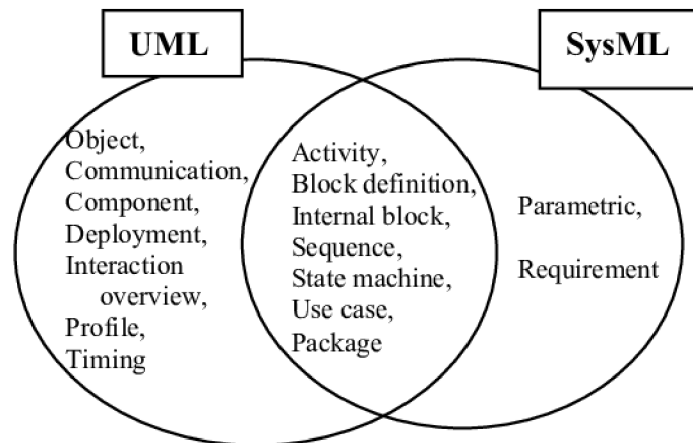 UML
SysML
Object,
Communication,
Component,
Deployment,
Interaction
overview,
Profile,
Timing
Activity,
Block definition,
Internal block,
Sequence,
State machine,
Use case,
Package
Parametric,
Requirement